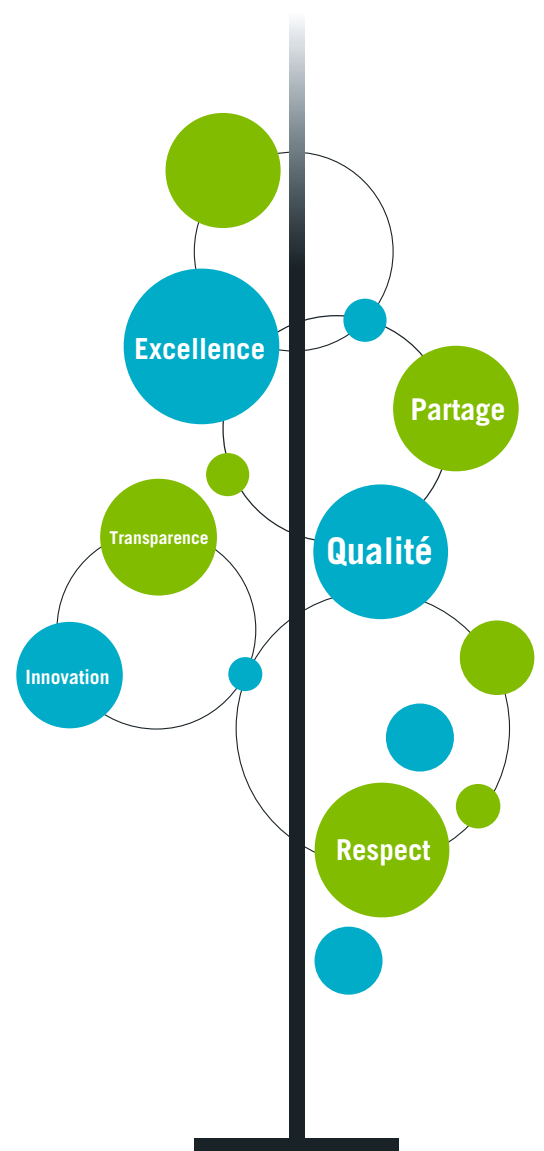 Excellence
Partage
Transparence
Qualité
Innovation
Respect